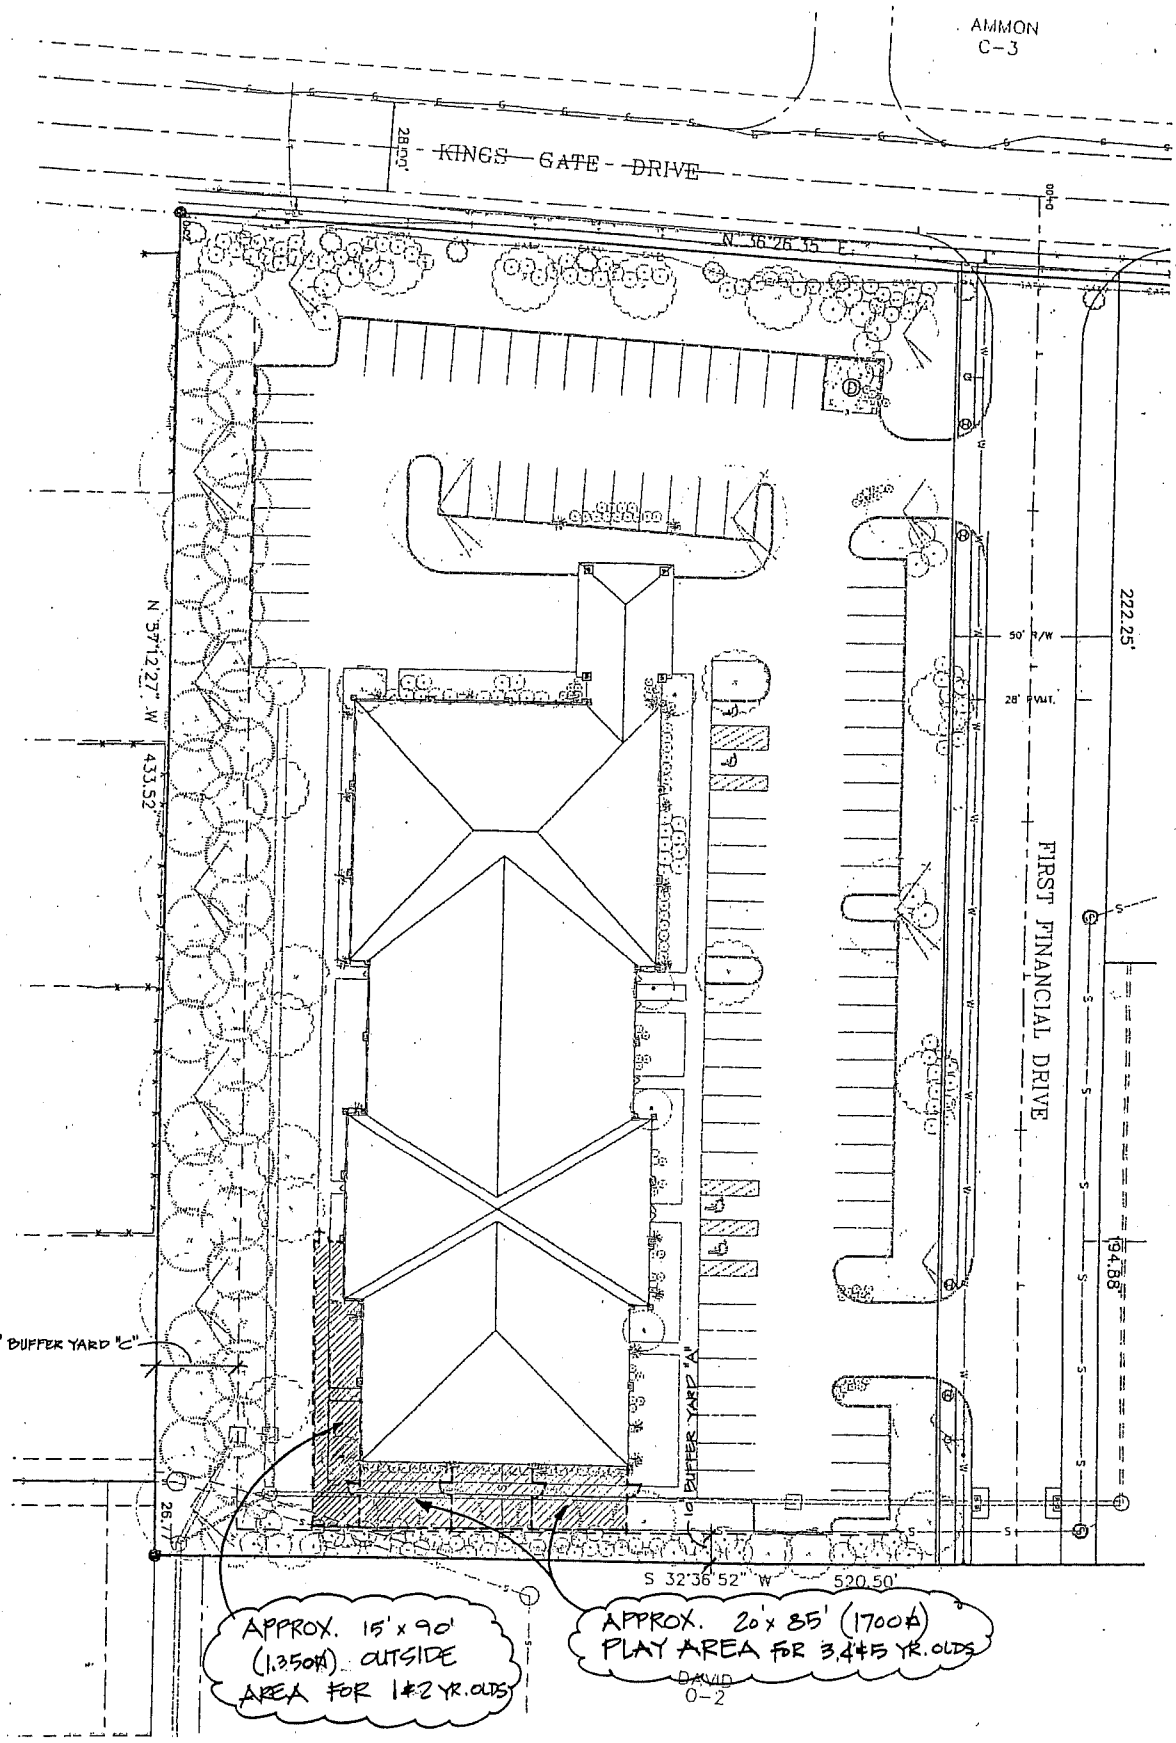 AMMON
C-3
28.00'
KINGS GATE DRIVE
N 36°26'35" E
D
222.25'
50' R/W
28' PVMT.
N 37°12'27" W 433.52'
FIRST FINANCIAL DRIVE
194.88'
BUFFER YARD "C"
10' BUFFER YARD "A"
26.77'
S 32°36'52" W 520.50'
APPROX. 15' x 90'
(1,350#) OUTSIDE
AREA FOR 1 & 2 YR. OLDS
APPROX. 20' x 85' (1700#)
PLAY AREA FOR 3,4 & 5 YR. OLDS
DAVID
O-2